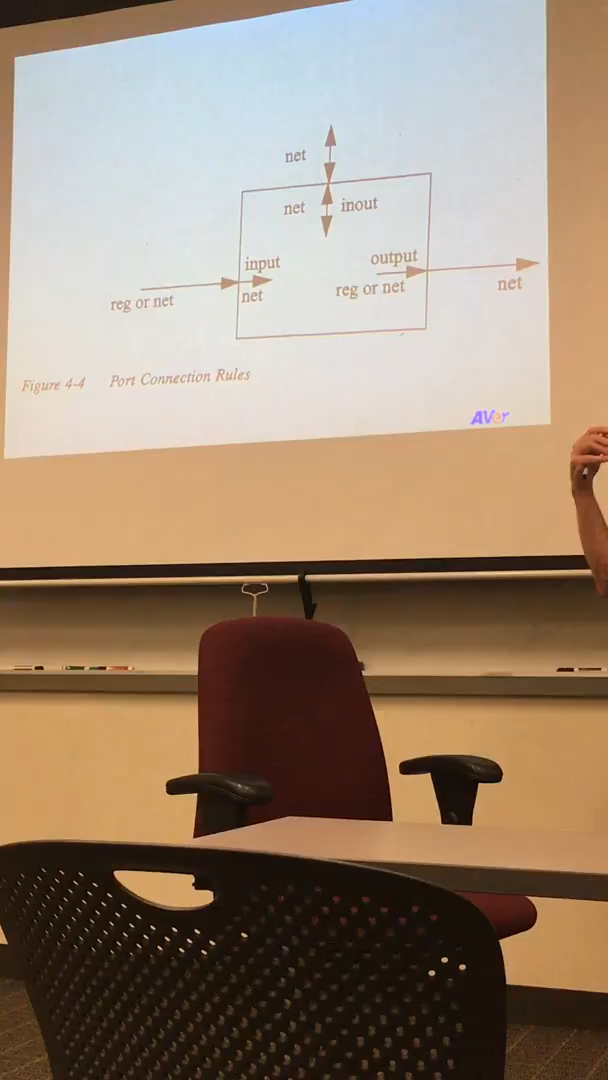 net
net inout
input
net
reg or net
output
reg or net
net
Figure 4-4 Port Connection Rules
AVer